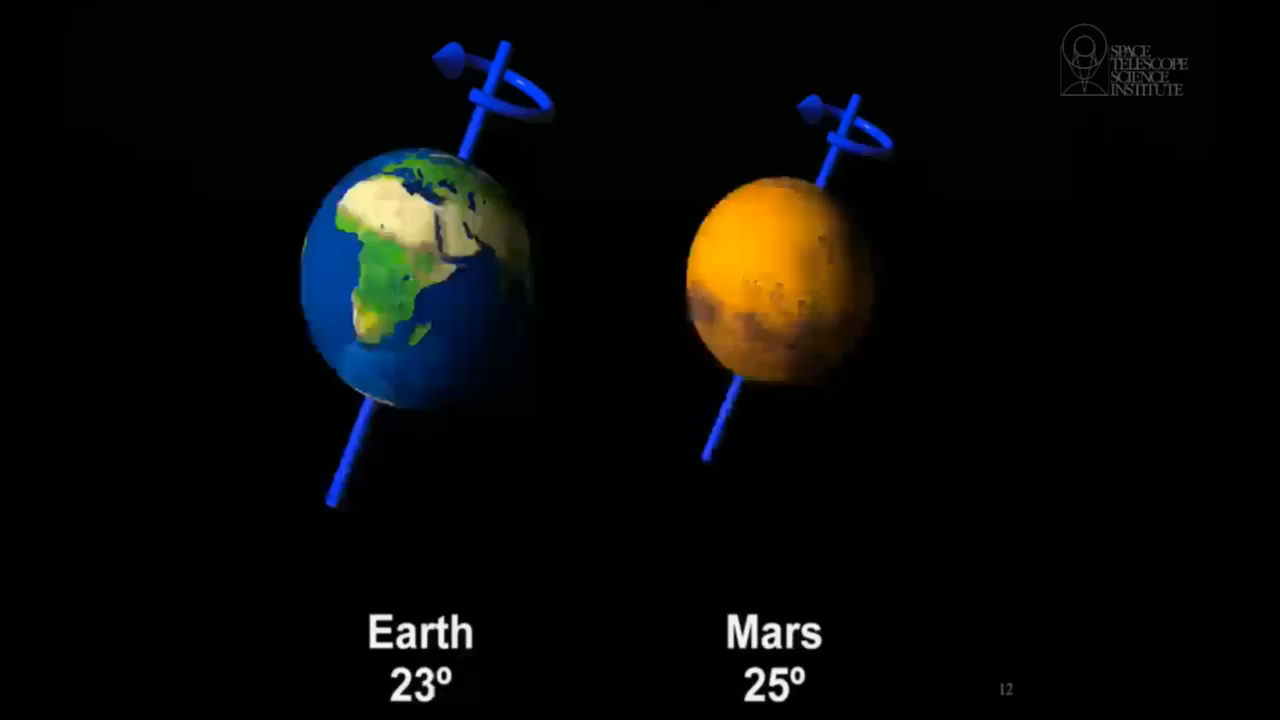 SPACE
TELESCOPE
SCIENCE
INSTITUTE
Earth
23º
Mars
25º
12